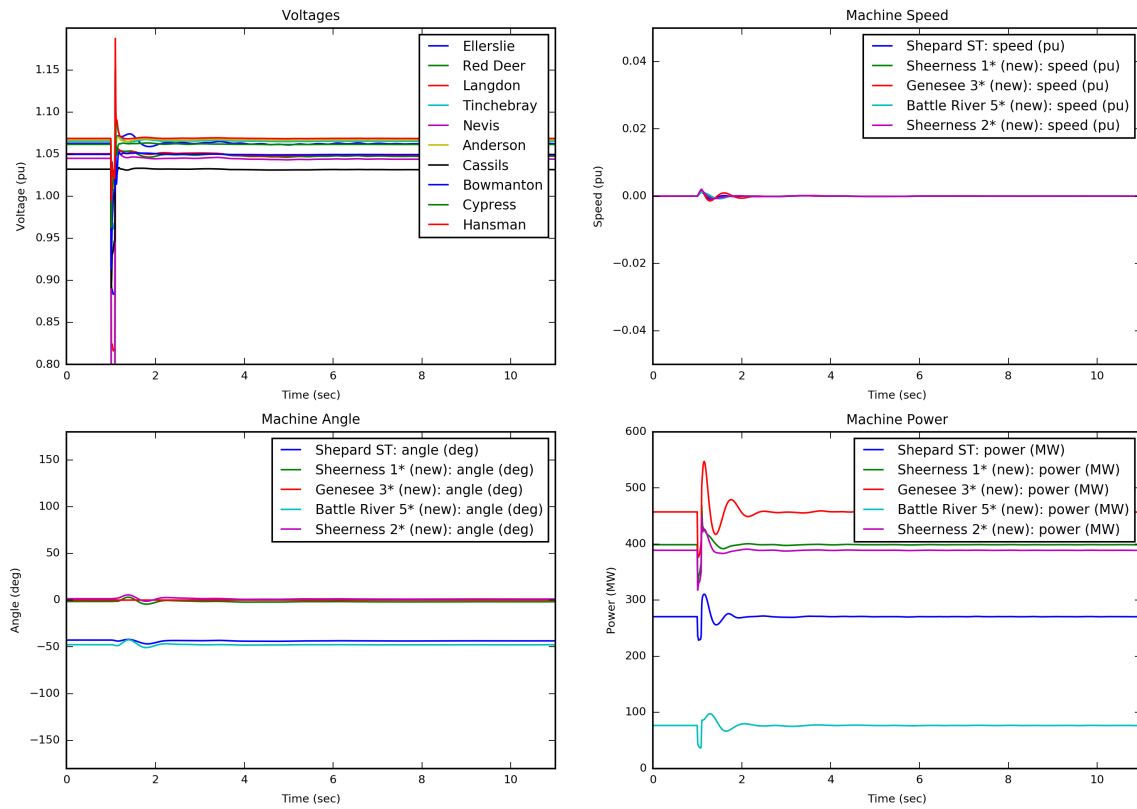 Voltages
Voltage (pu)
1.15
1.10
1.05
1.00
0.95
0.90
0.85
0.80
0 2 4 6 8 10
Time (sec)
Ellerslie
Red Deer
Langdon
Tinchebray
Nevis
Anderson
Cassils
Bowmanton
Cypress
Hansman
Machine Speed
Speed (pu)
0.04
0.02
0.00
−0.02
−0.04
0 2 4 6 8 10
Time (sec)
Shepard ST: speed (pu)
Sheerness 1* (new): speed (pu)
Genesee 3* (new): speed (pu)
Battle River 5* (new): speed (pu)
Sheerness 2* (new): speed (pu)
Machine Angle
Angle (deg)
150
100
50
0
−50
−100
−150
0 2 4 6 8 10
Time (sec)
Shepard ST: angle (deg)
Sheerness 1* (new): angle (deg)
Genesee 3* (new): angle (deg)
Battle River 5* (new): angle (deg)
Sheerness 2* (new): angle (deg)
Machine Power
Power (MW)
600
500
400
300
200
100
0
0 2 4 6 8 10
Time (sec)
Shepard ST: power (MW)
Sheerness 1* (new): power (MW)
Genesee 3* (new): power (MW)
Battle River 5* (new): power (MW)
Sheerness 2* (new): power (MW)